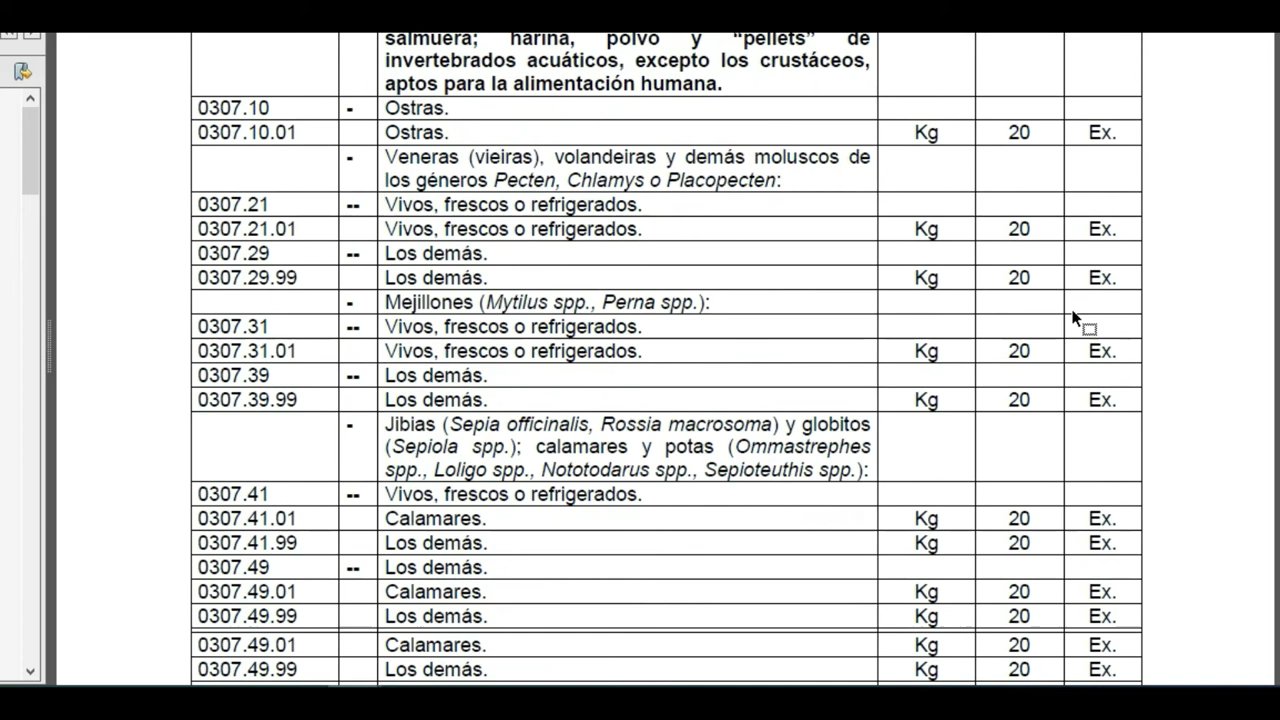 salmuera; harina, polvo y “pellets” de
invertebrados acuáticos, excepto los crustáceos,
aptos para la alimentación humana.
0307.10 - Ostras.
0307.10.01 Ostras. Kg 20 Ex.
- Veneras (vieiras), volandeiras y demás moluscos de
los géneros Pecten, Chlamys o Placopecten:
0307.21 -- Vivos, frescos o refrigerados.
0307.21.01 Vivos, frescos o refrigerados. Kg 20 Ex.
0307.29 -- Los demás.
0307.29.99 Los demás. Kg 20 Ex.
- Mejillones (Mytilus spp., Perna spp.):
0307.31 -- Vivos, frescos o refrigerados.
0307.31.01 Vivos, frescos o refrigerados. Kg 20 Ex.
0307.39 -- Los demás.
0307.39.99 Los demás. Kg 20 Ex.
- Jibias (Sepia officinalis, Rossia macrosoma) y globitos
(Sepiola spp.); calamares y potas (Ommastrephes
spp., Loligo spp., Nototodarus spp., Sepioteuthis spp.):
0307.41 -- Vivos, frescos o refrigerados.
0307.41.01 Calamares. Kg 20 Ex.
0307.41.99 Los demás. Kg 20 Ex.
0307.49 -- Los demás.
0307.49.01 Calamares. Kg 20 Ex.
0307.49.99 Los demás. Kg 20 Ex.
0307.49.01 Calamares. Kg 20 Ex.
0307.49.99 Los demás. Kg 20 Ex.